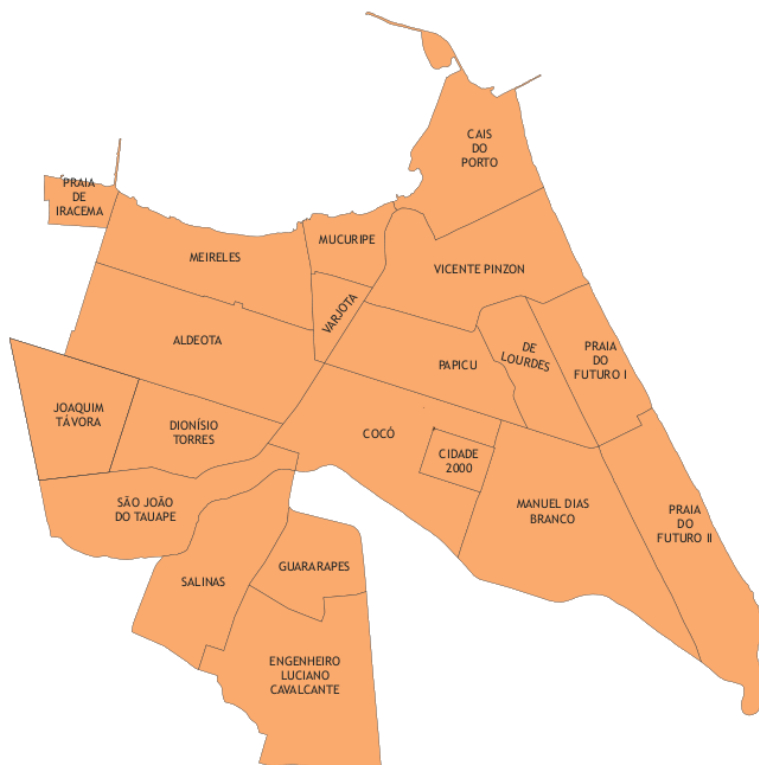 CAIS
DO
PORTO
PRAIA
DE
IRACEMA
MUCURIPE
MEIRELES
VICENTE PINZON
VARJOTA
ALDEOTA
DE
LOURDES
PRAIA
DO
FUTURO I
PAPICU
JOAQUIM
TÁVORA
DIONÍSIO
TORRES
COCÓ
CIDADE
2000
SÃO JOÃO
DO TAUAPE
MANUEL DIAS
BRANCO
PRAIA
DO
FUTURO II
SALINAS
GUARARAPES
ENGENHEIRO
LUCIANO
CAVALCANTE